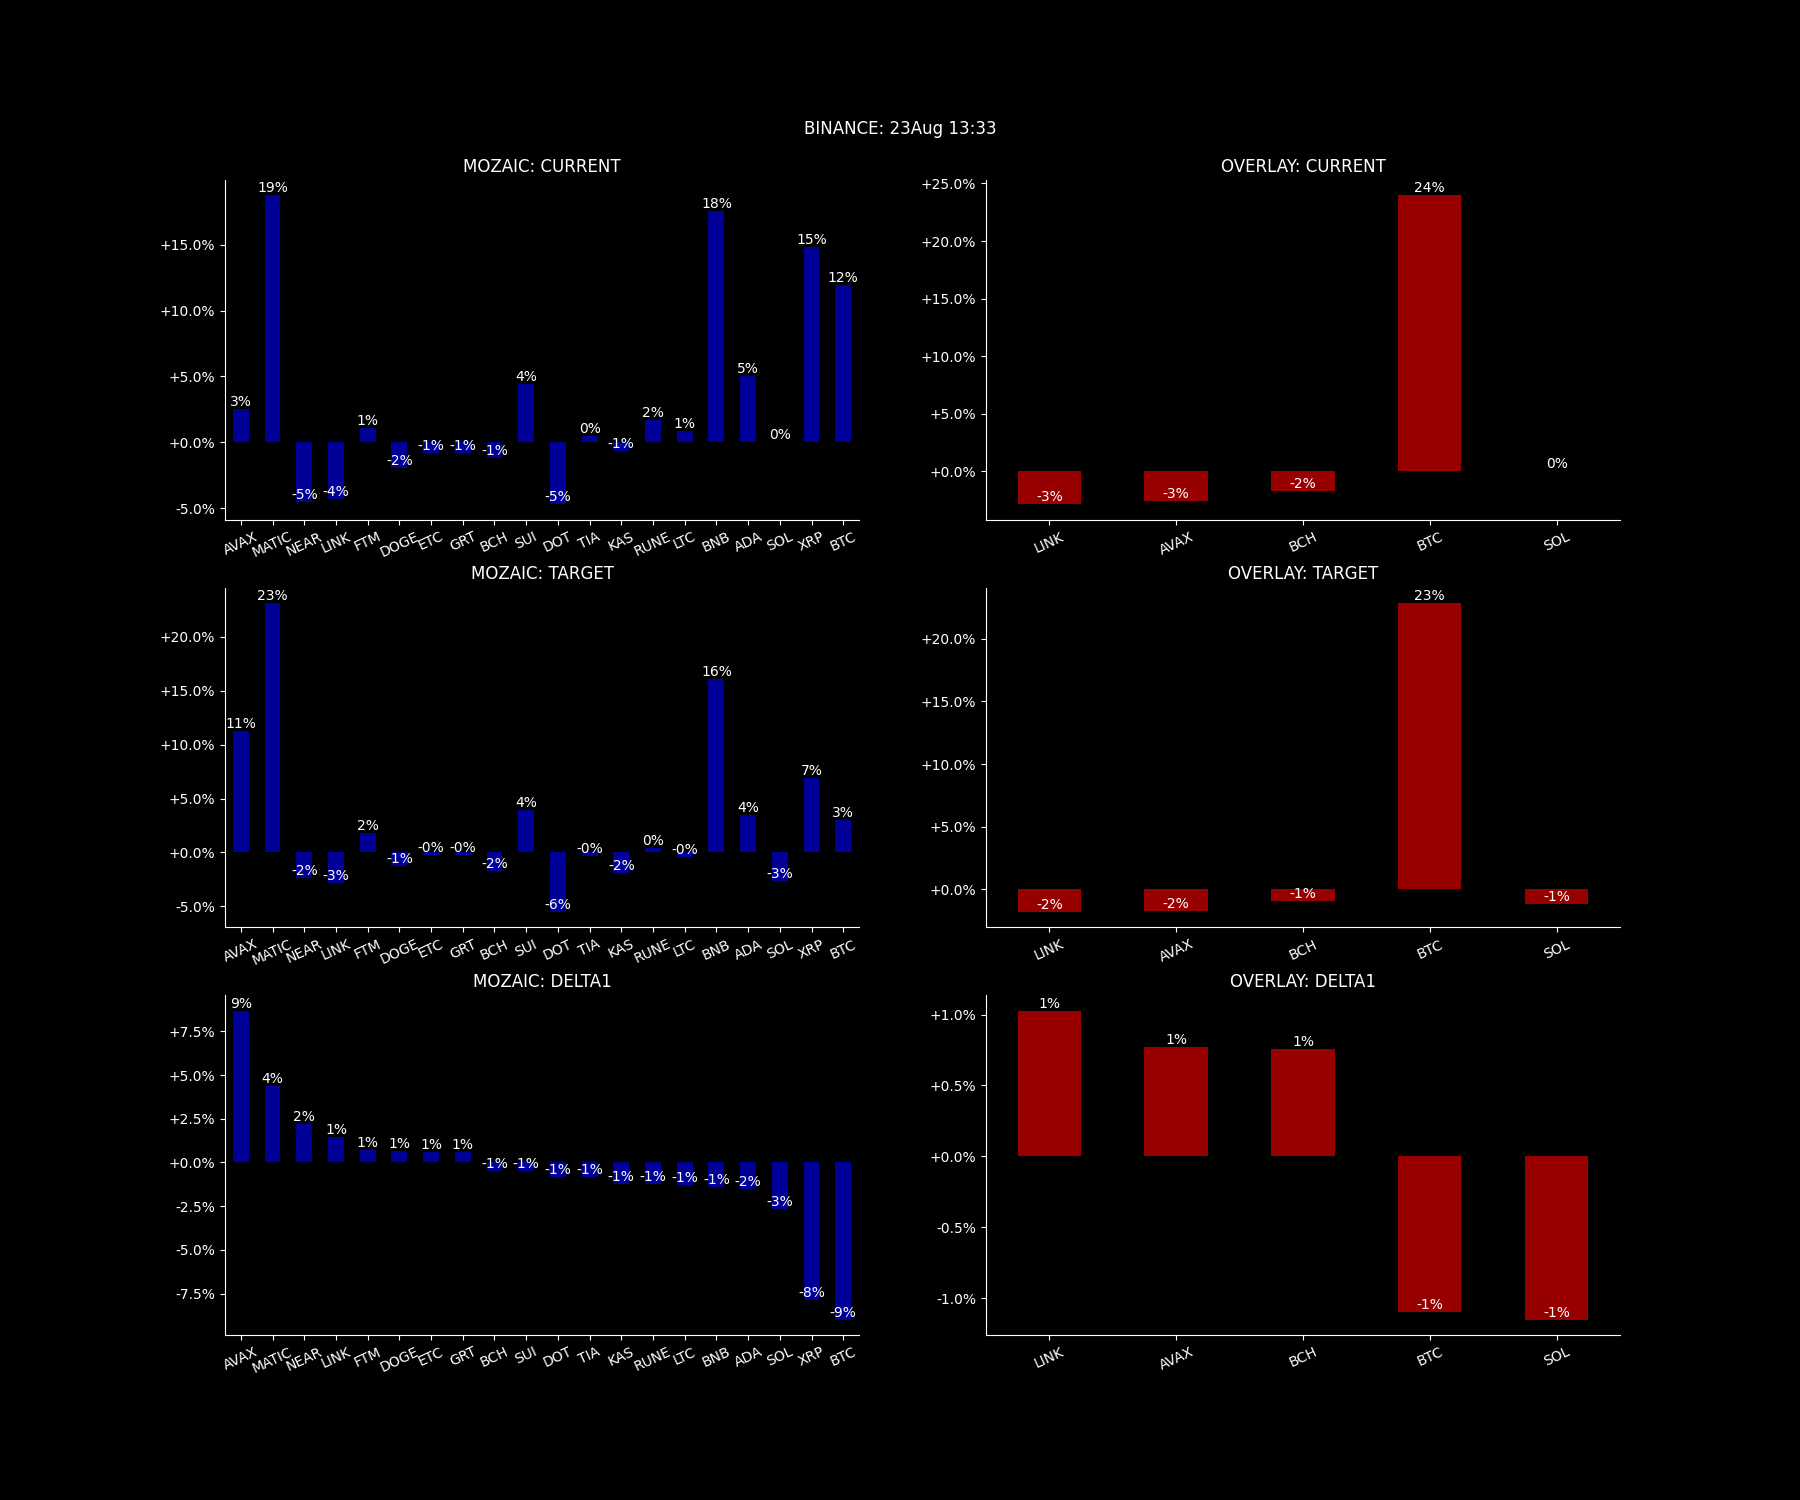 BINANCE: 23Aug 13:33
MOZAIC: CURRENT
+15.0%
+10.0%
+5.0%
+0.0%
-5.0%
3% 19% -5% -4% 1% -2% -1% -1% -1% 4% -5% 0% -1% 2% 1% 18% 5% 0% 15% 12%
AVAX MATIC NEAR LINK FTM DOGE ETC GRT BCH SUI DOT TIA KAS RUNE LTC BNB ADA SOL XRP BTC
OVERLAY: CURRENT
+25.0%
+20.0%
+15.0%
+10.0%
+5.0%
+0.0%
-3% -3% -2% 24% 0%
LINK AVAX BCH BTC SOL
MOZAIC: TARGET
+20.0%
+15.0%
+10.0%
+5.0%
+0.0%
-5.0%
11% 23% -2% -3% 2% -1% -0% -0% -2% 4% -6% -0% -2% 0% -0% 16% 4% -3% 7% 3%
AVAX MATIC NEAR LINK FTM DOGE ETC GRT BCH SUI DOT TIA KAS RUNE LTC BNB ADA SOL XRP BTC
OVERLAY: TARGET
+20.0%
+15.0%
+10.0%
+5.0%
+0.0%
-2% -2% -1% 23% -1%
LINK AVAX BCH BTC SOL
MOZAIC: DELTA1
+7.5%
+5.0%
+2.5%
+0.0%
-2.5%
-5.0%
-7.5%
9% 4% 2% 1% 1% 1% 1% 1% -1% -1% -1% -1% -1% -1% -1% -1% -2% -3% -8% -9%
AVAX MATIC NEAR LINK FTM DOGE ETC GRT BCH SUI DOT TIA KAS RUNE LTC BNB ADA SOL XRP BTC
OVERLAY: DELTA1
+1.0%
+0.5%
+0.0%
-0.5%
-1.0%
1% 1% 1% -1% -1%
LINK AVAX BCH BTC SOL